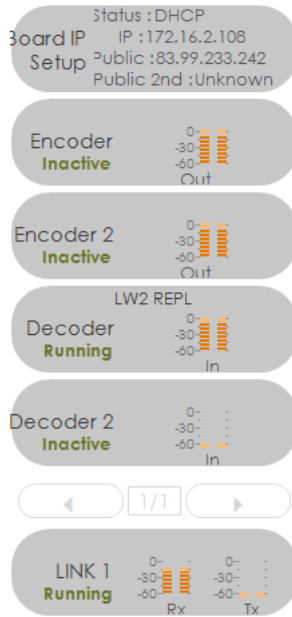 Status : DHCP
Board IP
IP :172.16.2.108
Setup
Public :83.99.233.242
Public 2nd :Unknown
Encoder
Inactive
0-
-30-
-60-
Out
Encoder 2
Inactive
0-
-30-
-60-
Out
LW2 REPL
Decoder
Running
0-
-30-
-60-
In
Decoder 2
Inactive
0-
-30-
-60-
In
1/1
LINK 1
Running
0-
-30-
-60-
Rx
0-
-30-
-60-
Tx